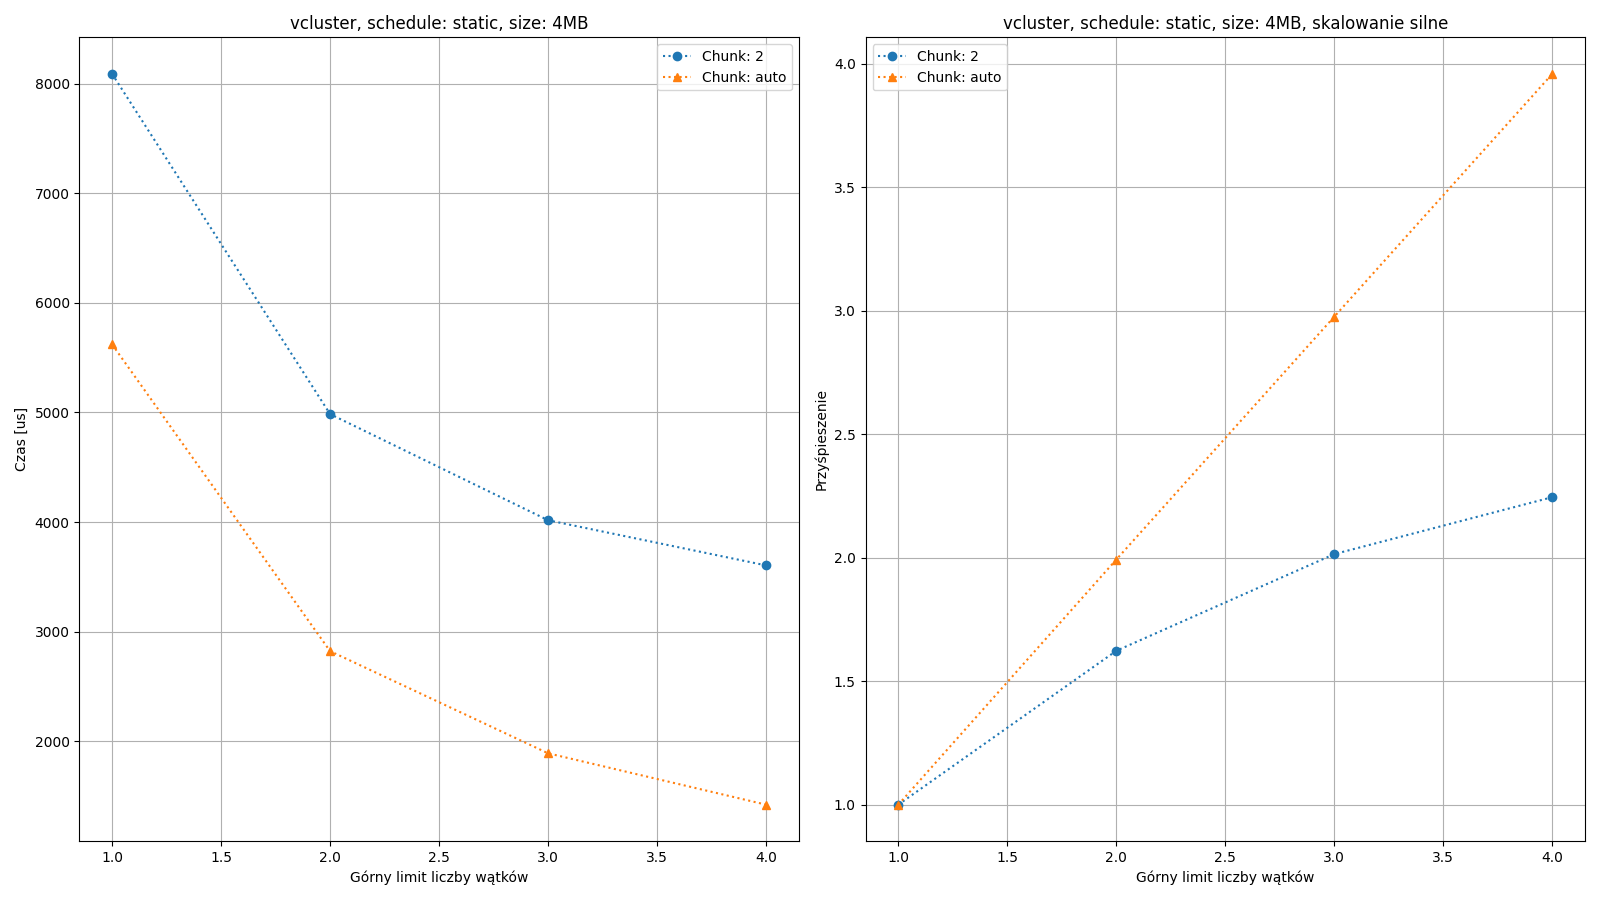 vcluster, schedule: static, size: 4MB
Chunk: 2
Chunk: auto
8000
7000
6000
5000
4000
3000
2000
Czas [us]
1.0 1.5 2.0 2.5 3.0 3.5 4.0
Górny limit liczby wątków
vcluster, schedule: static, size: 4MB, skalowanie silne
Chunk: 2
Chunk: auto
4.0
3.5
3.0
2.5
2.0
1.5
1.0
Przyśpieszenie
1.0 1.5 2.0 2.5 3.0 3.5 4.0
Górny limit liczby wątków